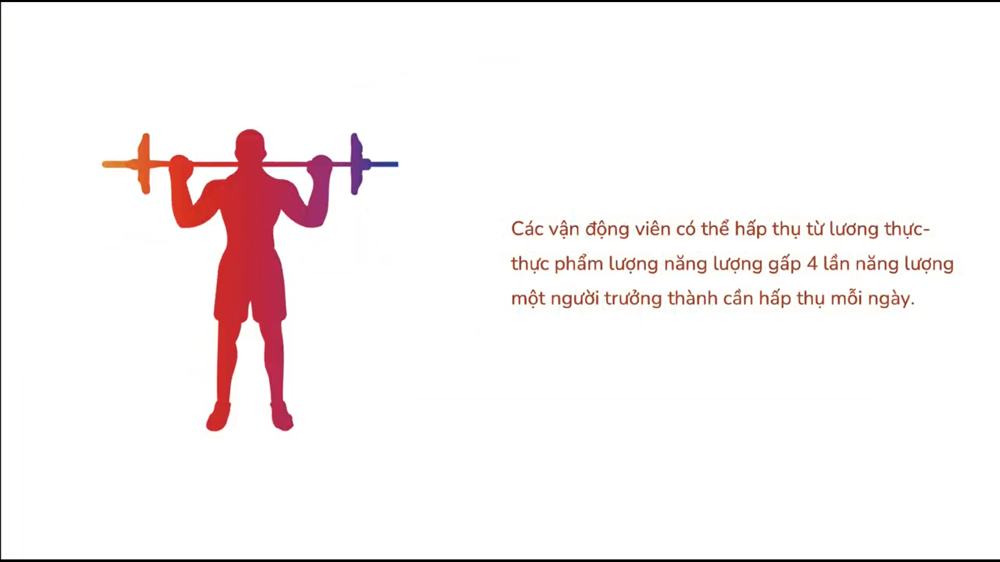 Các vận động viên có thể hấp thụ từ lương thực-
thực phẩm lượng năng lượng gấp 4 lần năng lượng
một người trưởng thành cần hấp thụ mỗi ngày.